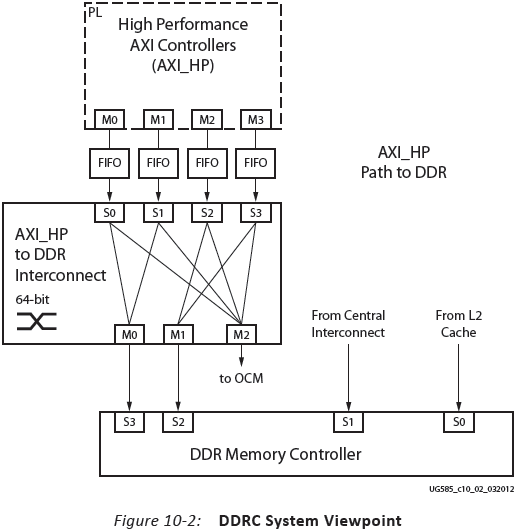 PL
High Performance
AXI Controllers
(AXI_HP)
M0 M1 M2 M3
FIFO FIFO FIFO FIFO
AXI_HP
Path to DDR
S0 S1 S2 S3
AXI_HP
to DDR
Interconnect
64-bit
M0 M1 M2
to OCM
From Central
Interconnect
From L2
Cache
S3 S2 S1 S0
DDR Memory Controller
UG585_c10_02_032012
Figure 10-2: DDRC System Viewpoint